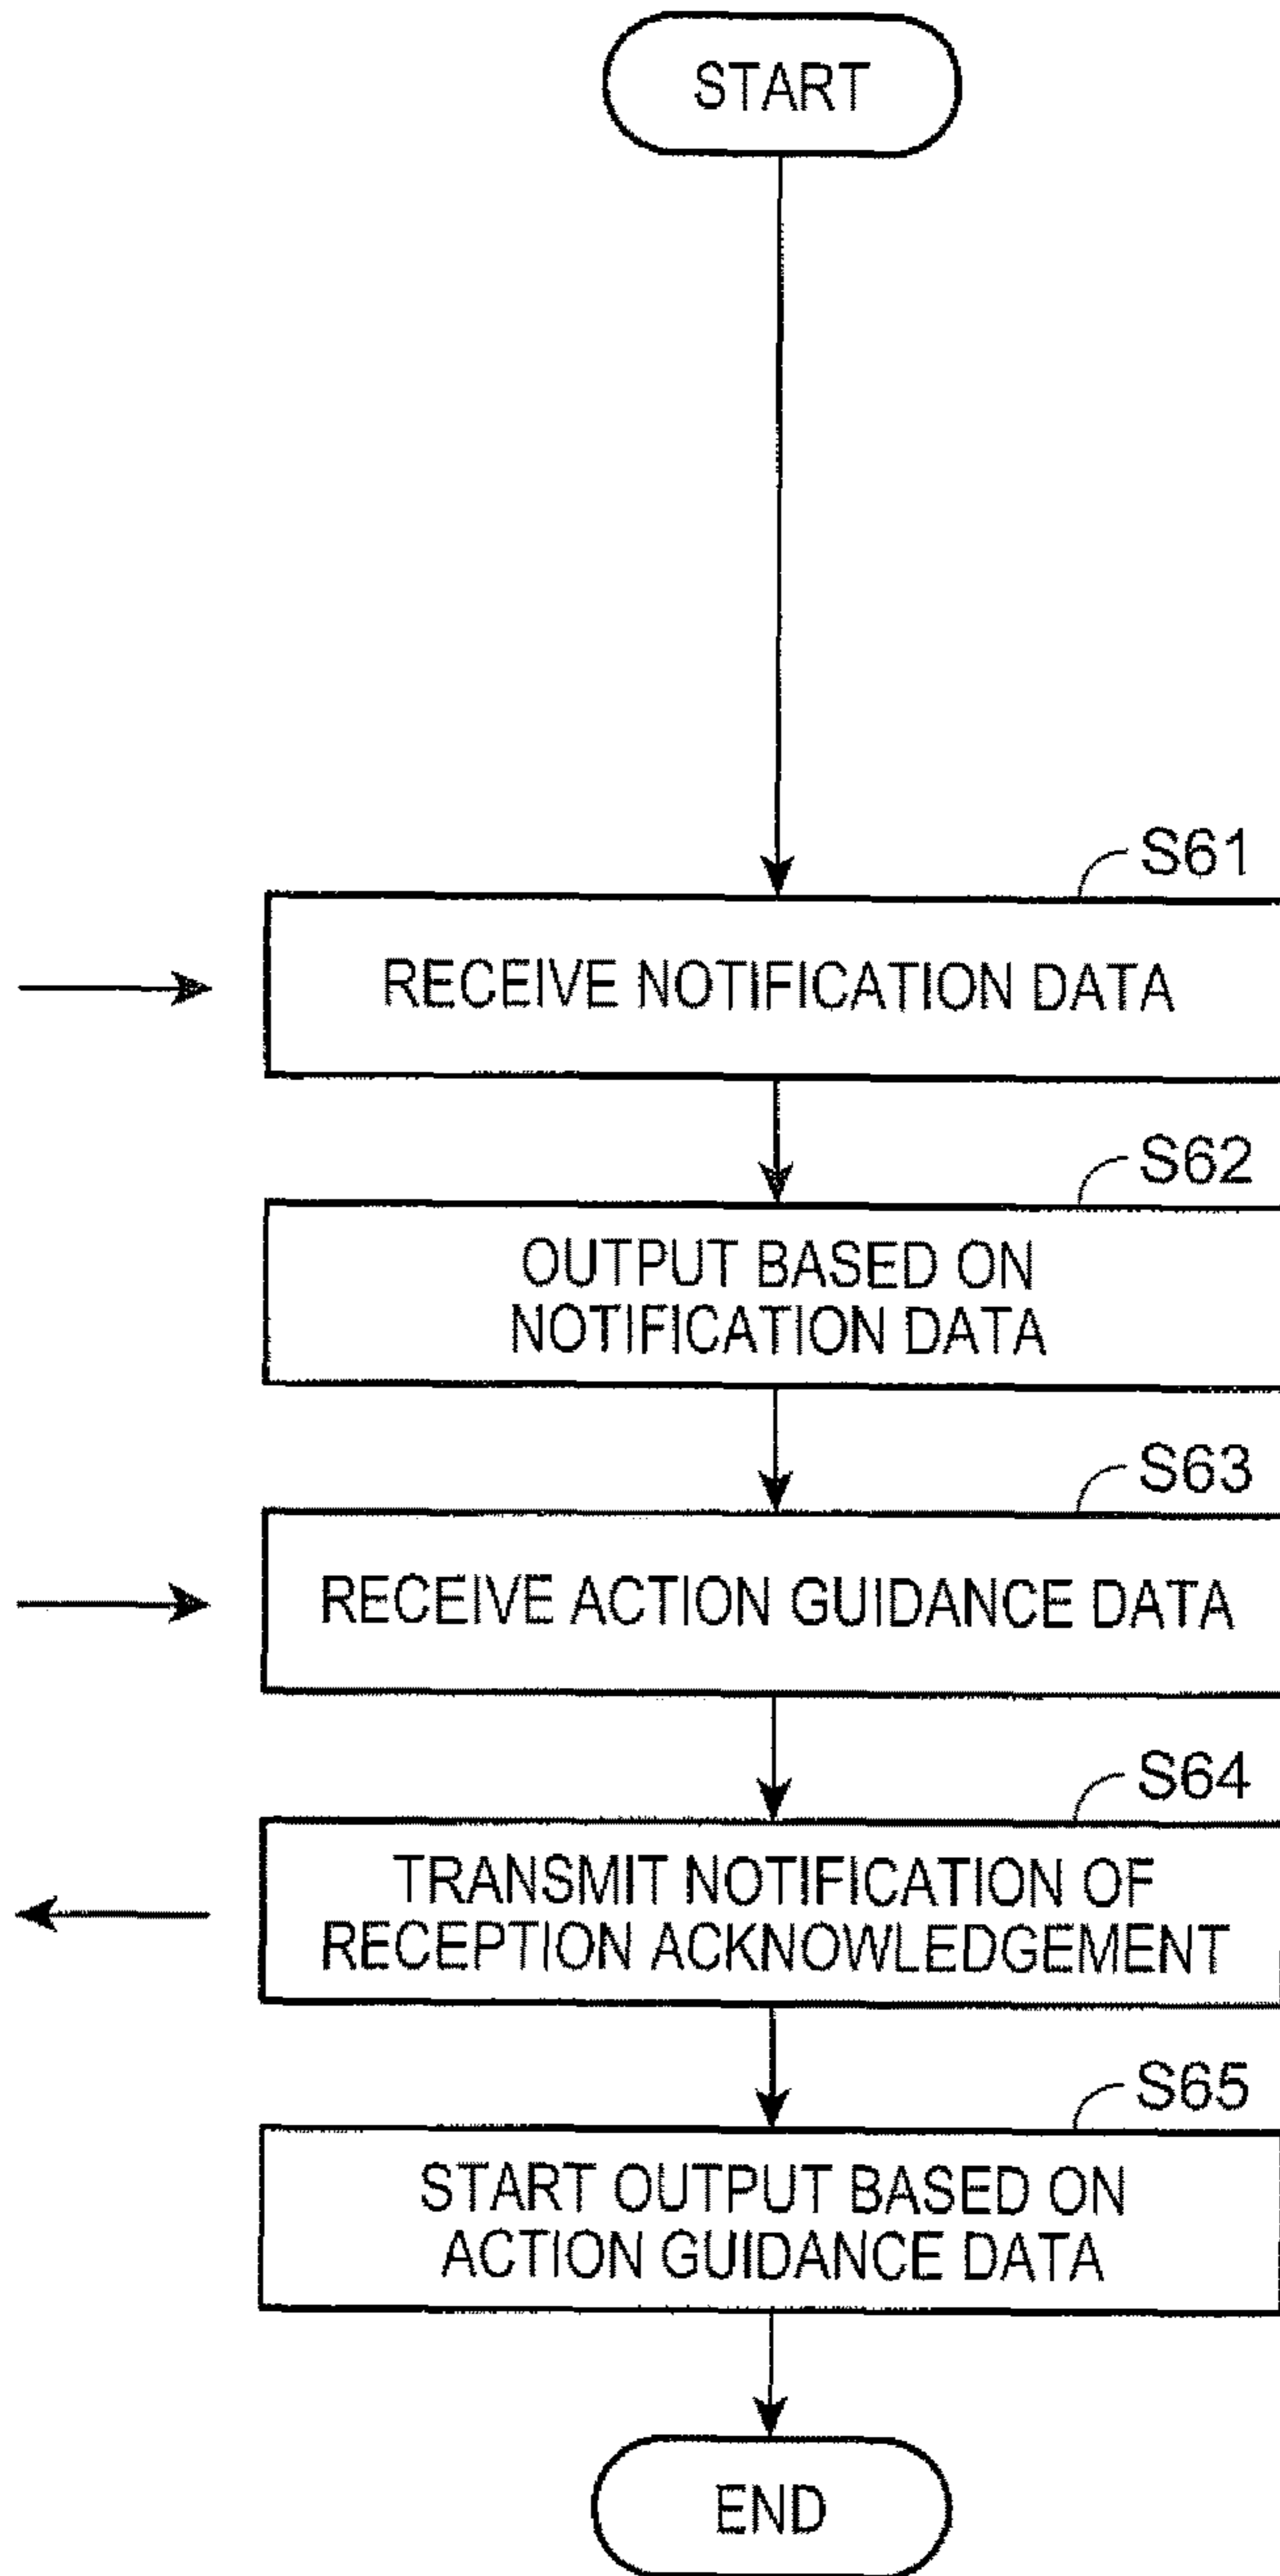 START
S61
RECEIVE NOTIFICATION DATA
S62
OUTPUT BASED ON
NOTIFICATION DATA
S63
RECEIVE ACTION GUIDANCE DATA
S64
TRANSMIT NOTIFICATION OF
RECEPTION ACKNOWLEDGEMENT
S65
START OUTPUT BASED ON
ACTION GUIDANCE DATA
END